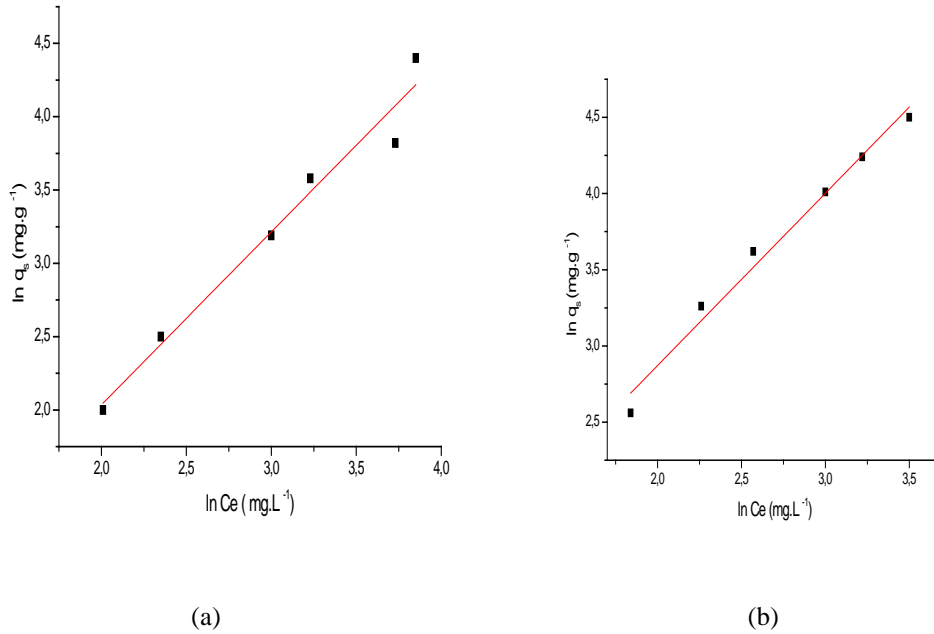 4,5
4,0
3,5
3,0
2,5
2,0
ln qs (mg.g -1)
2,0 2,5 3,0 3,5 4,0
ln Ce ( mg.L -1)
(a)
4,5
4,0
3,5
3,0
2,5
ln qs (mg.g -1)
2,0 2,5 3,0 3,5
ln Ce (mg.L -1)
(b)